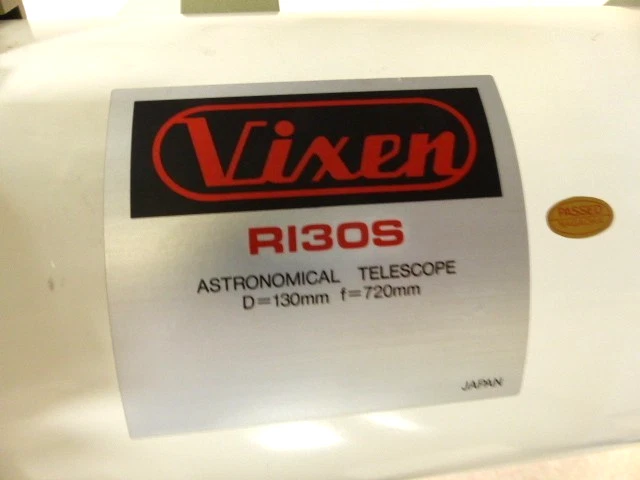 Vixen
R130S
ASTRONOMICAL TELESCOPE
D=130mm f=720mm
JAPAN
PASSED